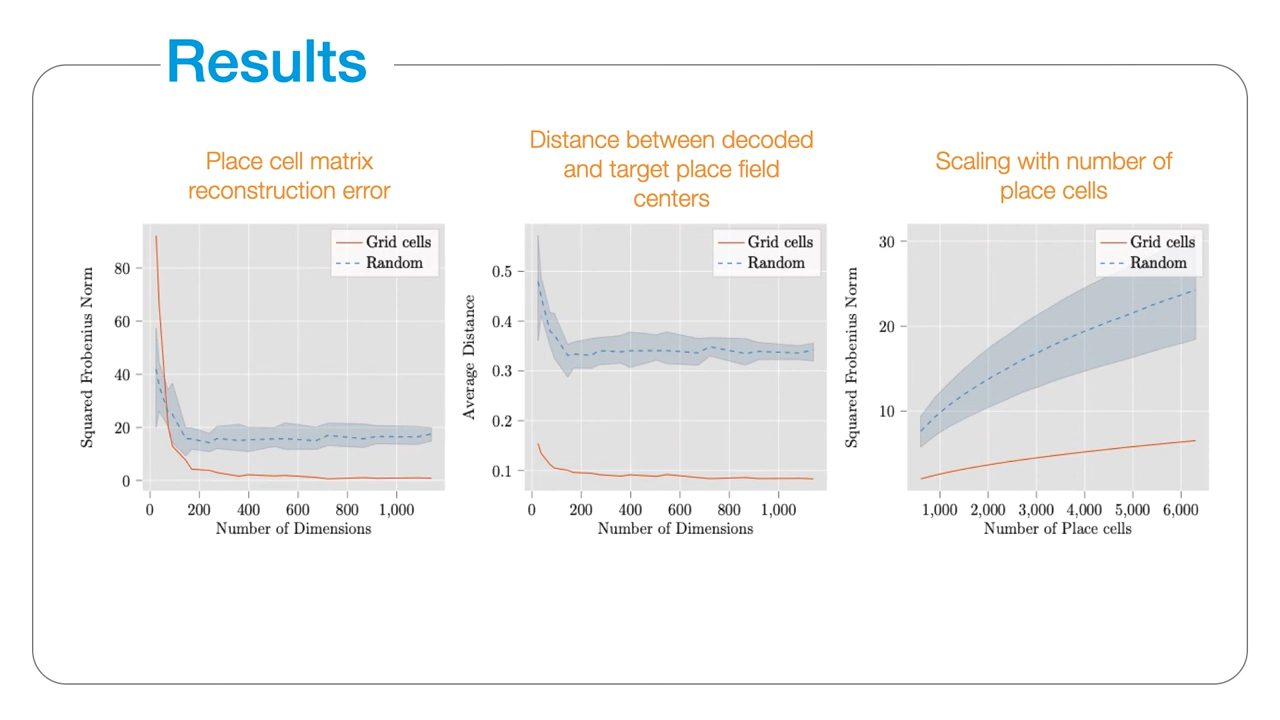 Results
Place cell matrix
reconstruction error
Squared Frobenius Norm
80
60
40
20
0
Grid cells
Random
0 200 400 600 800 1,000
Number of Dimensions
Distance between decoded
and target place field
centers
Average Distance
0.5
0.4
0.3
0.2
0.1
Grid cells
Random
0 200 400 600 800 1,000
Number of Dimensions
Scaling with number of
place cells
Squared Frobenius Norm
30
20
10
Grid cells
Random
1,000 2,000 3,000 4,000 5,000 6,000
Number of Place cells